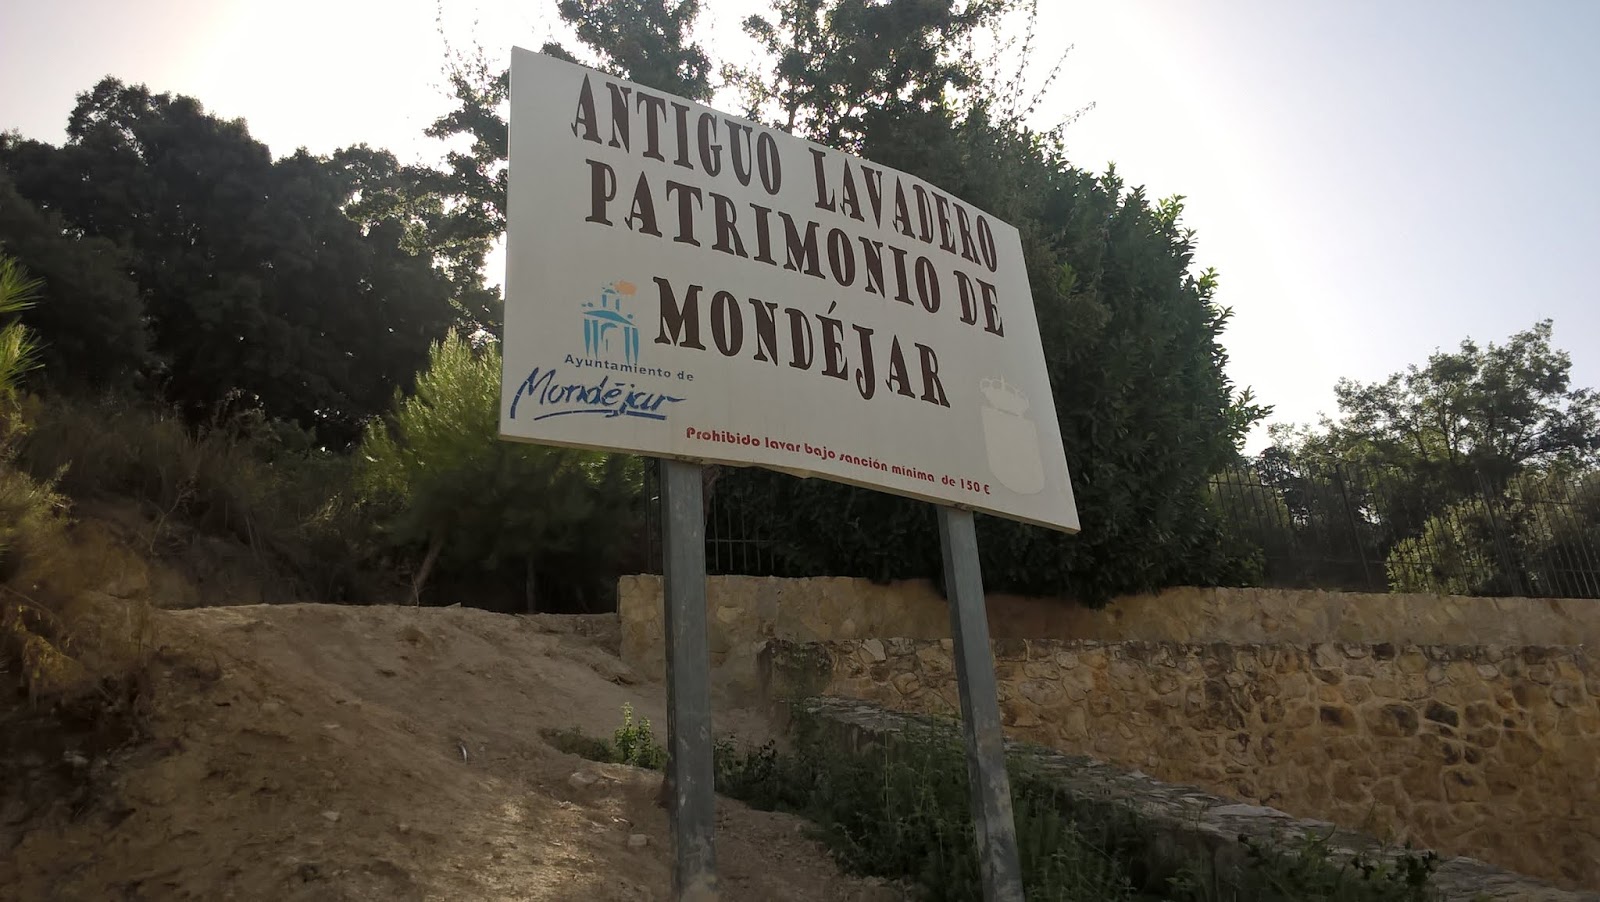 ANTIGUO LAVADERO
PATRIMONIO DE
MONDÉJAR
Ayuntamiento de
Mondéjar
Prohibido lavar bajo sanción mínima de 150 €